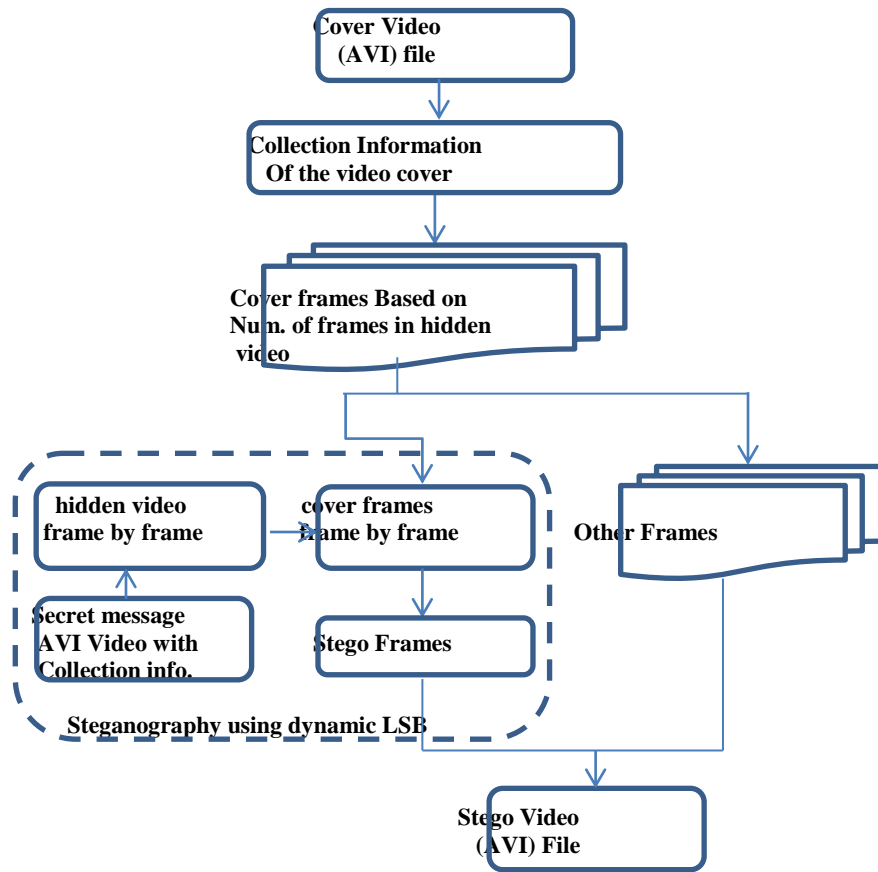 Cover Video
(AVI) file
Collection Information
Of the video cover
Cover frames Based on
Num. of frames in hidden
video
hidden video
frame by frame
cover frames
frame by frame
Other Frames
Secret message
AVI Video with
Collection info.
Stego Frames
Steganography using dynamic LSB
Stego Video
(AVI) File